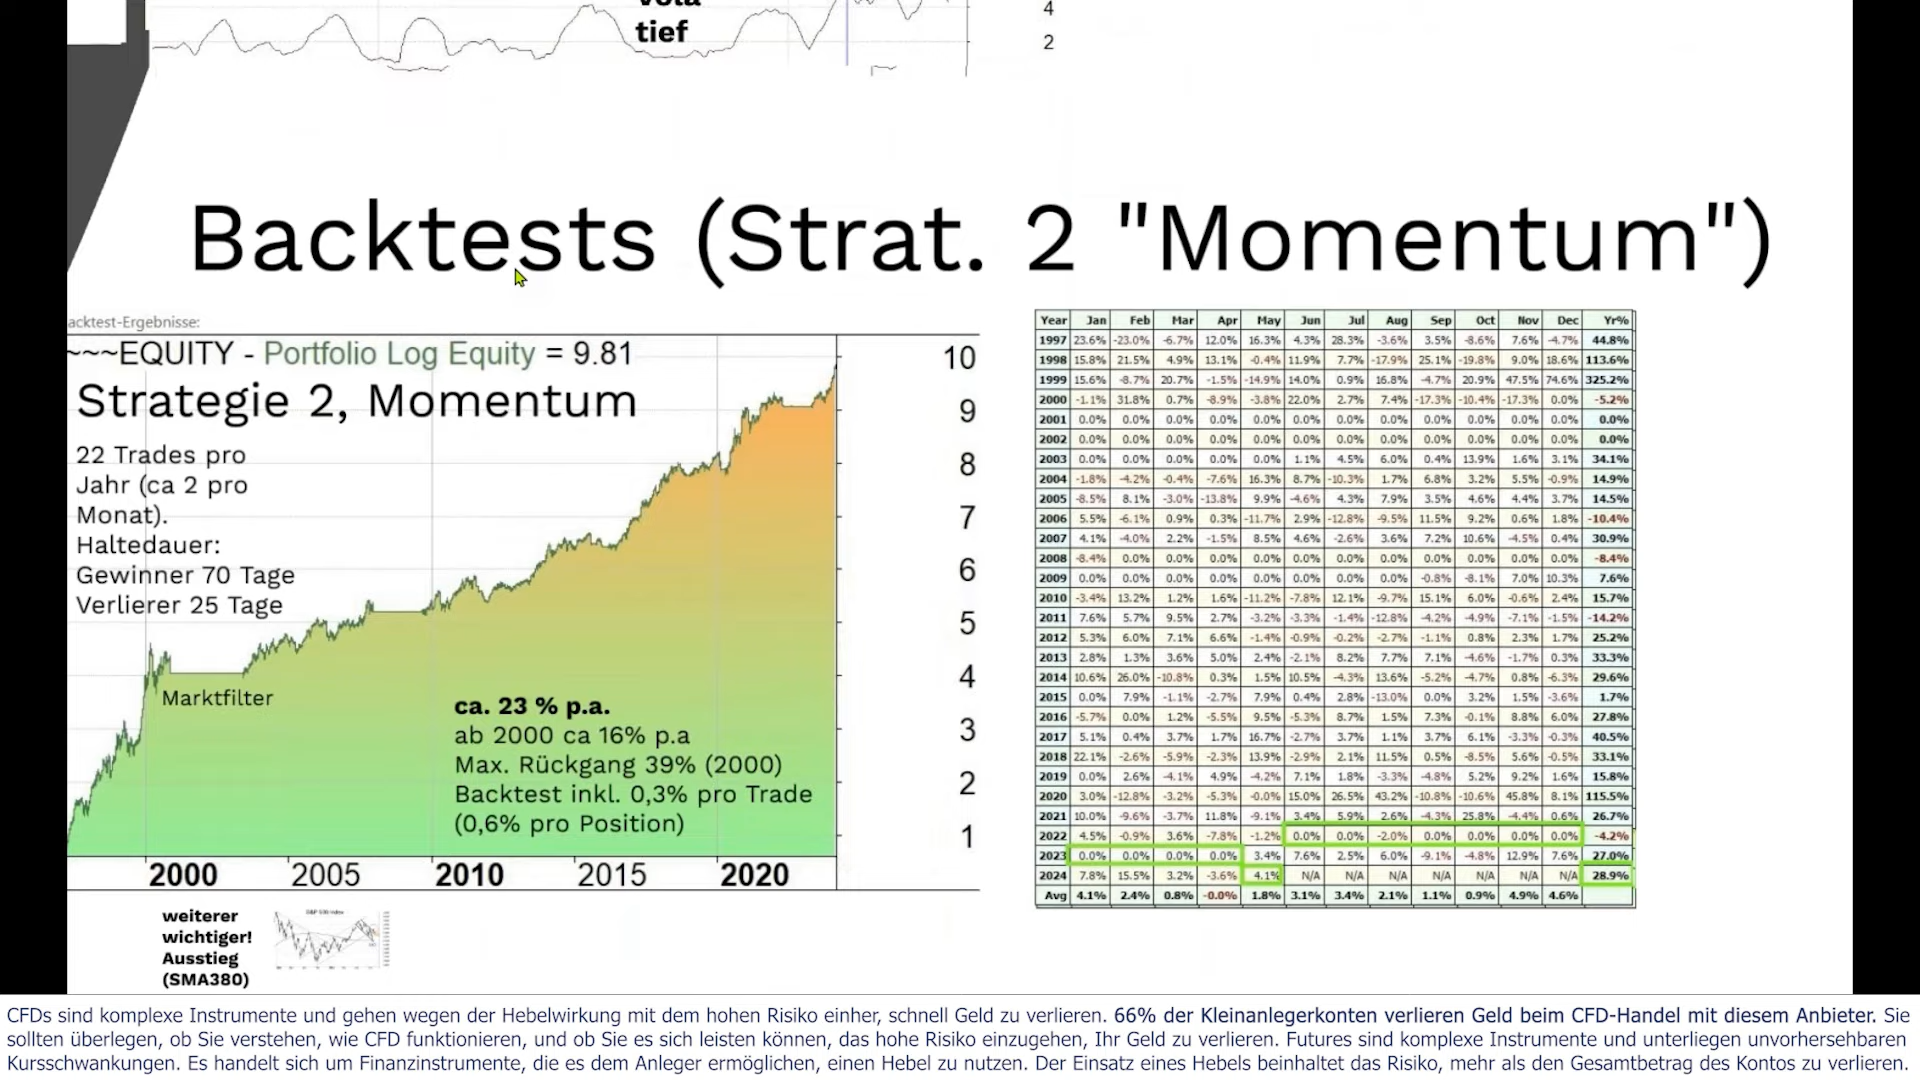 tief
4
2
Backtests (Strat. 2 "Momentum")
acktest-Ergebnisse:
~~~EQUITY - Portfolio Log Equity = 9.81
Strategie 2, Momentum
22 Trades pro
Jahr (ca 2 pro
Monat).
Haltedauer:
Gewinner 70 Tage
Verlierer 25 Tage
Marktfilter
ca. 23 % p.a.
ab 2000 ca 16% p.a
Max. Rückgang 39% (2000)
Backtest inkl. 0,3% pro Trade
(0,6% pro Position)
10
9
8
7
6
5
4
3
2
1
2000 2005 2010 2015 2020
weiterer
wichtiger!
Ausstieg
(SMA380)
Year Jan Feb Mar Apr May Jun Jul Aug Sep Oct Nov Dec Yr%
1997 23.6% -23.0% -6.7% 12.0% 16.3% 4.3% 28.3% -3.6% 3.5% -8.6% 7.6% -4.7% 44.8%
1998 15.8% 21.5% 4.9% 13.1% -0.4% 11.9% 7.7% -17.9% 25.1% -19.8% 9.0% 18.6% 113.6%
1999 15.6% -8.7% 20.7% -1.5% -14.9% 14.0% 0.9% 16.8% -4.7% 20.9% 47.5% 74.6% 325.2%
2000 -1.1% 31.8% 0.7% -8.9% -3.8% 22.0% 2.7% 7.4% -17.3% -10.4% -17.3% 0.0% -5.2%
2001 0.0% 0.0% 0.0% 0.0% 0.0% 0.0% 0.0% 0.0% 0.0% 0.0% 0.0% 0.0% 0.0%
2002 0.0% 0.0% 0.0% 0.0% 0.0% 0.0% 0.0% 0.0% 0.0% 0.0% 0.0% 0.0% 0.0%
2003 0.0% 0.0% 0.0% 0.0% 0.0% 1.1% 4.5% 6.0% 0.4% 13.9% 1.6% 3.1% 34.1%
2004 -1.8% -4.2% -0.4% -7.6% 16.3% 8.7% -10.3% 1.7% 6.8% 3.2% 5.5% -0.9% 14.9%
2005 -8.5% 8.1% -3.0% -13.8% 9.9% -4.6% 4.3% 7.9% 3.5% 4.6% 4.4% 3.7% 14.5%
2006 5.5% -6.1% 0.9% 0.3% -11.7% 2.9% -12.8% -9.5% 11.5% 9.2% 0.6% 1.8% -10.4%
2007 4.1% -4.0% 2.2% -1.5% 8.5% 4.6% -2.6% 3.6% 7.2% 10.6% -4.5% 0.4% 30.9%
2008 -8.4% 0.0% 0.0% 0.0% 0.0% 0.0% 0.0% 0.0% 0.0% 0.0% 0.0% 0.0% -8.4%
2009 0.0% 0.0% 0.0% 0.0% 0.0% 0.0% 0.0% 0.0% -0.8% -8.1% 7.0% 10.3% 7.6%
2010 -3.4% 13.2% 1.2% 1.6% -11.2% -7.8% 12.1% -9.7% 15.1% 6.0% -0.6% 2.4% 15.7%
2011 7.6% 5.7% 9.5% 2.7% -3.2% -3.3% -1.4% -12.8% -4.2% -4.9% -7.1% -1.5% -14.2%
2012 5.3% 6.0% 7.1% 6.6% -1.4% -0.9% -0.2% -2.7% -1.1% 0.8% 2.3% 1.7% 25.2%
2013 2.8% 1.3% 3.6% 5.0% 2.4% -2.1% 8.2% 7.7% 7.1% -4.6% -1.7% 0.3% 33.3%
2014 10.6% 26.0% -10.8% 0.3% 1.5% 10.5% -4.3% 13.6% -5.2% -4.7% 0.8% -6.3% 29.6%
2015 0.0% 7.9% -1.1% -2.7% 7.9% 0.4% 2.8% -13.0% 0.0% 3.2% 1.5% -3.6% 1.7%
2016 -5.7% 0.0% 1.2% -5.5% 9.5% -5.3% 8.7% 1.5% 7.3% -0.1% 8.8% 6.0% 27.8%
2017 5.1% 0.4% 3.7% 1.7% 16.7% -2.7% 3.7% 1.1% 3.7% 6.1% -3.3% -0.3% 40.5%
2018 22.1% -2.6% -5.9% -2.3% 13.9% -2.9% 2.1% 11.5% 0.5% -8.5% 5.6% -0.5% 33.1%
2019 0.0% 2.6% -4.1% 4.9% -4.2% 7.1% 1.8% -3.3% -4.8% 5.2% 9.2% 1.6% 15.8%
2020 3.0% -12.8% -3.2% -5.3% -0.0% 15.0% 26.5% 43.2% -10.8% -10.6% 45.8% 8.1% 115.5%
2021 10.0% -9.6% -3.7% 11.8% -9.1% 3.4% 5.9% 2.6% -4.3% 25.8% -4.4% 0.6% 26.7%
2022 4.5% -0.9% 3.6% -7.8% -1.2% 0.0% 0.0% -2.0% 0.0% 0.0% 0.0% 0.0% -4.2%
2023 0.0% 0.0% 0.0% 0.0% 3.4% 7.6% 2.5% 6.0% -9.1% -4.8% 12.9% 7.6% 27.0%
2024 7.8% 15.5% 3.2% -3.6% 4.1% N/A N/A N/A N/A N/A N/A N/A 28.9%
Avg 4.1% 2.4% 0.8% -0.0% 1.8% 3.1% 3.4% 2.1% 1.1% 0.9% 4.9% 4.6%
CFDs sind komplexe Instrumente und gehen wegen der Hebelwirkung mit dem hohen Risiko einher, schnell Geld zu verlieren. 66% der Kleinanlegerkonten verlieren Geld beim CFD-Handel mit diesem Anbieter. Sie
sollten überlegen, ob Sie verstehen, wie CFD funktionieren, und ob Sie es sich leisten können, das hohe Risiko einzugehen, Ihr Geld zu verlieren. Futures sind komplexe Instrumente und unterliegen unvorhersehbaren
Kursschwankungen. Es handelt sich um Finanzinstrumente, die es dem Anleger ermöglichen, einen Hebel zu nutzen. Der Einsatz eines Hebels beinhaltet das Risiko, mehr als den Gesamtbetrag des Kontos zu verlieren.